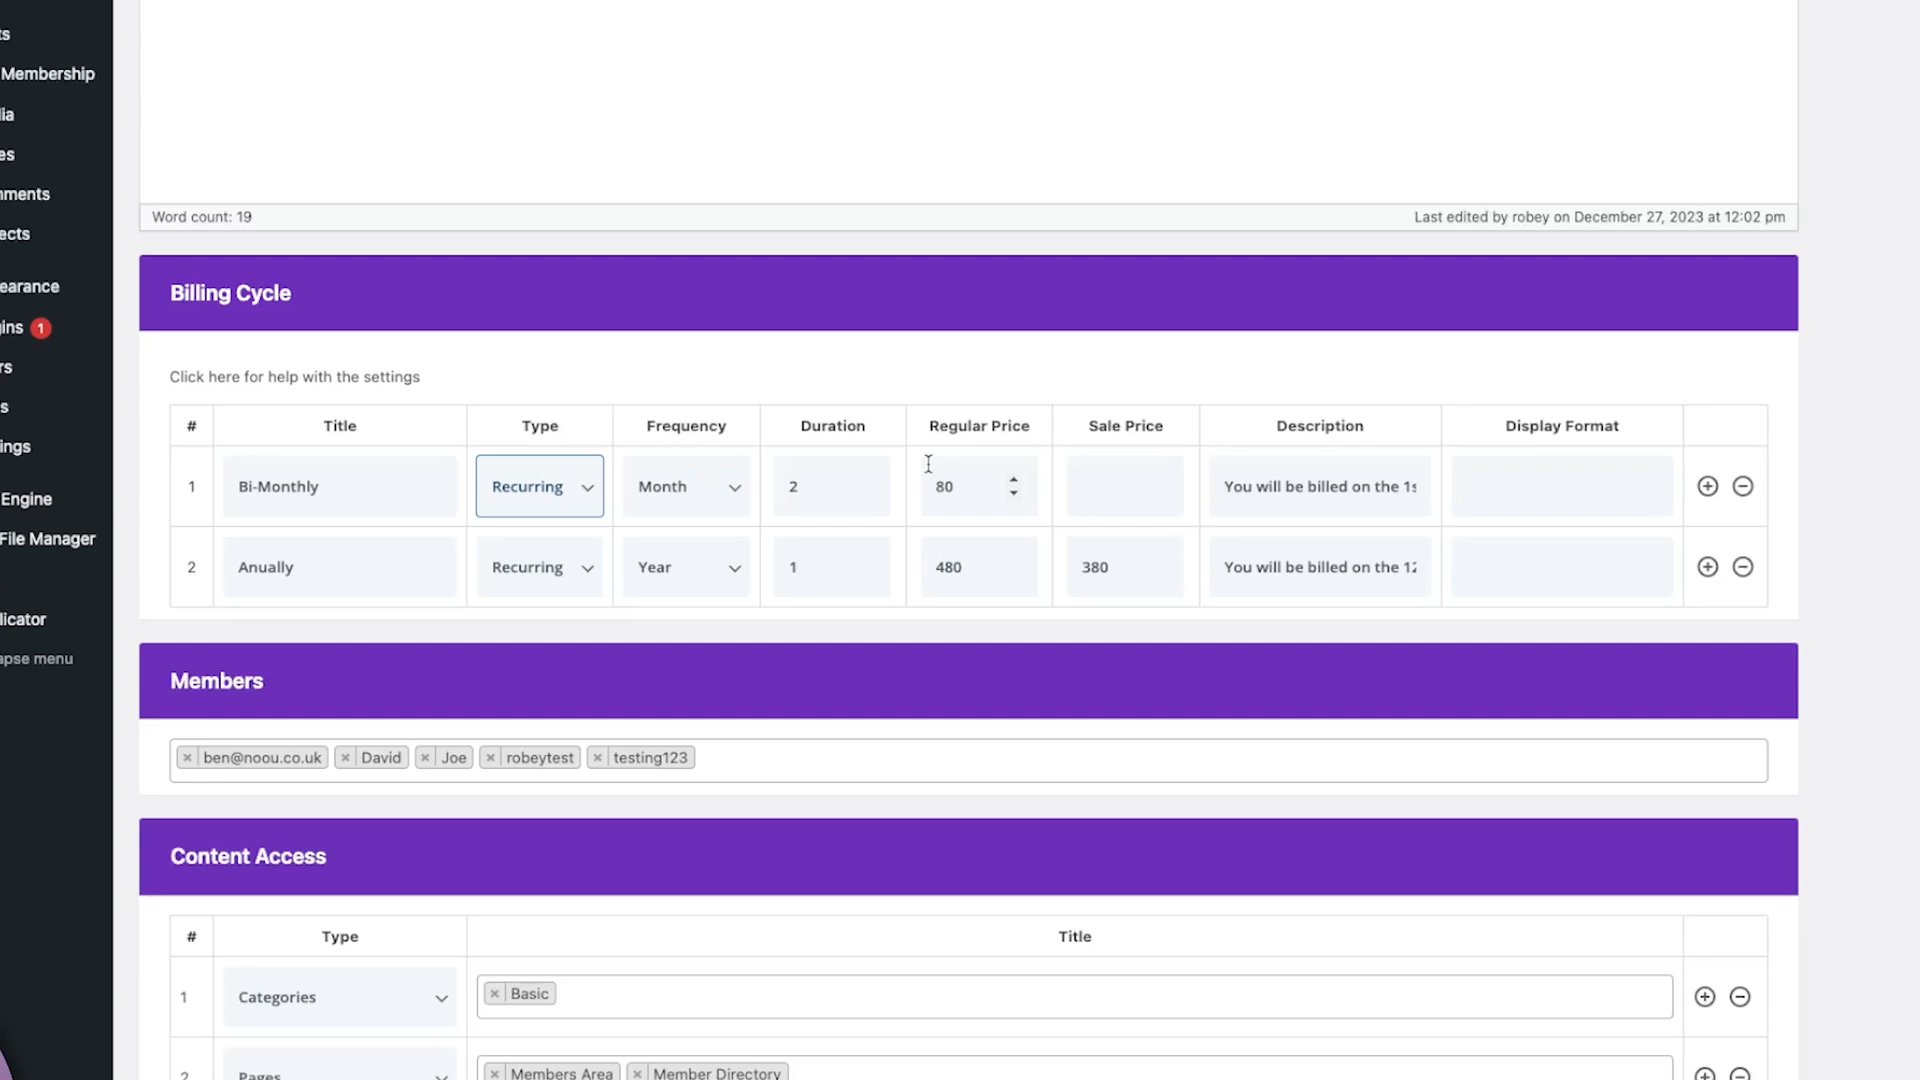 ts
Membership
lia
es
nments
ects
earance
gins 1
rs
s
ings
Engine
File Manager
licator
apse menu
Word count: 19
Last edited by robey on December 27, 2023 at 12:02 pm
Billing Cycle
Click here for help with the settings
# Title Type Frequency Duration Regular Price Sale Price Description Display Format
1 Bi-Monthly Recurring Month 2 80 You will be billed on the 1s
2 Anually Recurring Year 1 480 380 You will be billed on the 12
Members
× ben@noou.co.uk × David × Joe × robeytest × testing123
Content Access
# Type Title
1 Categories × Basic
2 Pages × Members Area × Member Directory